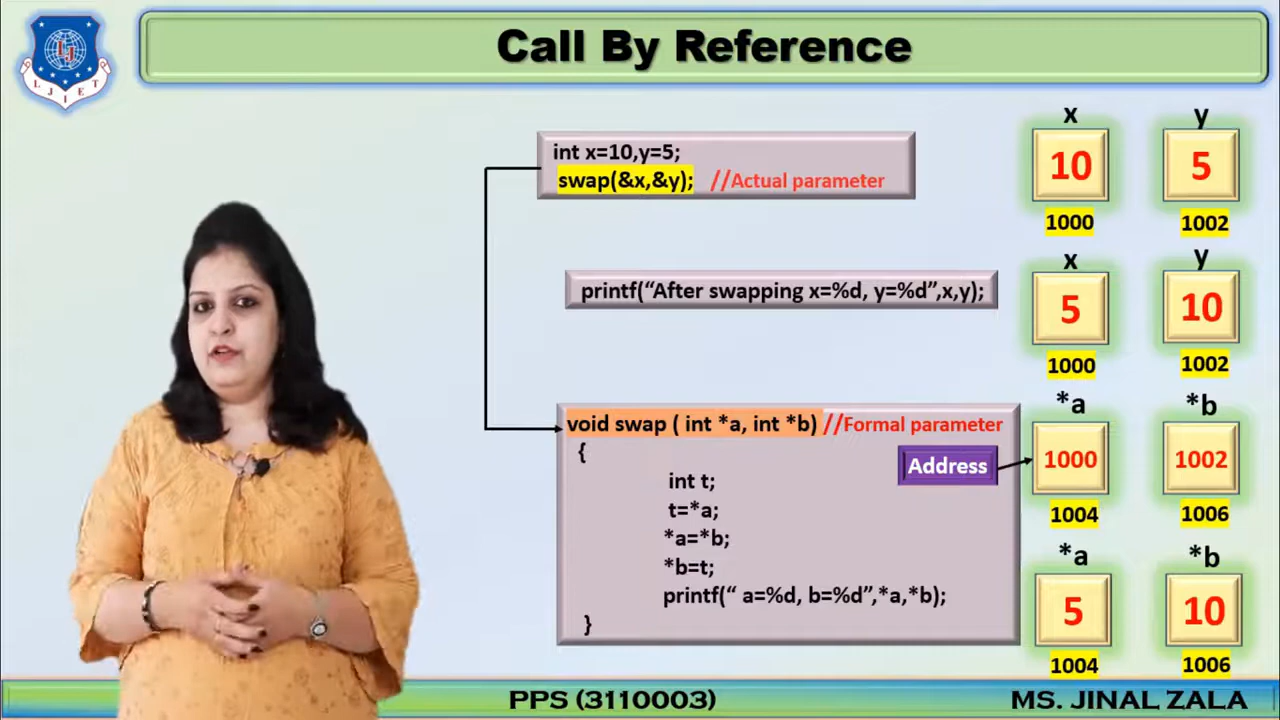 Call By Reference
L J I E T
int x=10,y=5;
swap(&x,&y); //Actual parameter
x y
10 5
1000 1002
printf(“After swapping x=%d, y=%d”,x,y);
x y
5 10
1000 1002
void swap ( int *a, int *b) //Formal parameter
{
int t;
t=*a;
*a=*b;
*b=t;
printf(“ a=%d, b=%d”,*a,*b);
}
Address
*a *b
1000 1002
1004 1006
*a *b
5 10
1004 1006
PPS (3110003)
MS. JINAL ZALA